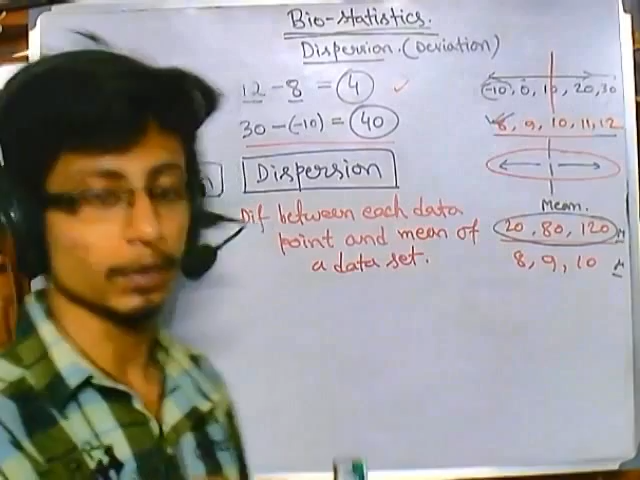 Bio-Statistics.
Dispersion. (Deviation)
12 - 8 = 4 ✓
30 - (-10) = 40
Dispersion
Dif between each data
point and mean of
a data set.
-10, 0, 10, 20, 30
8, 9, 10, 11, 12
Mean.
20, 80, 120 M
8, 9, 10 M